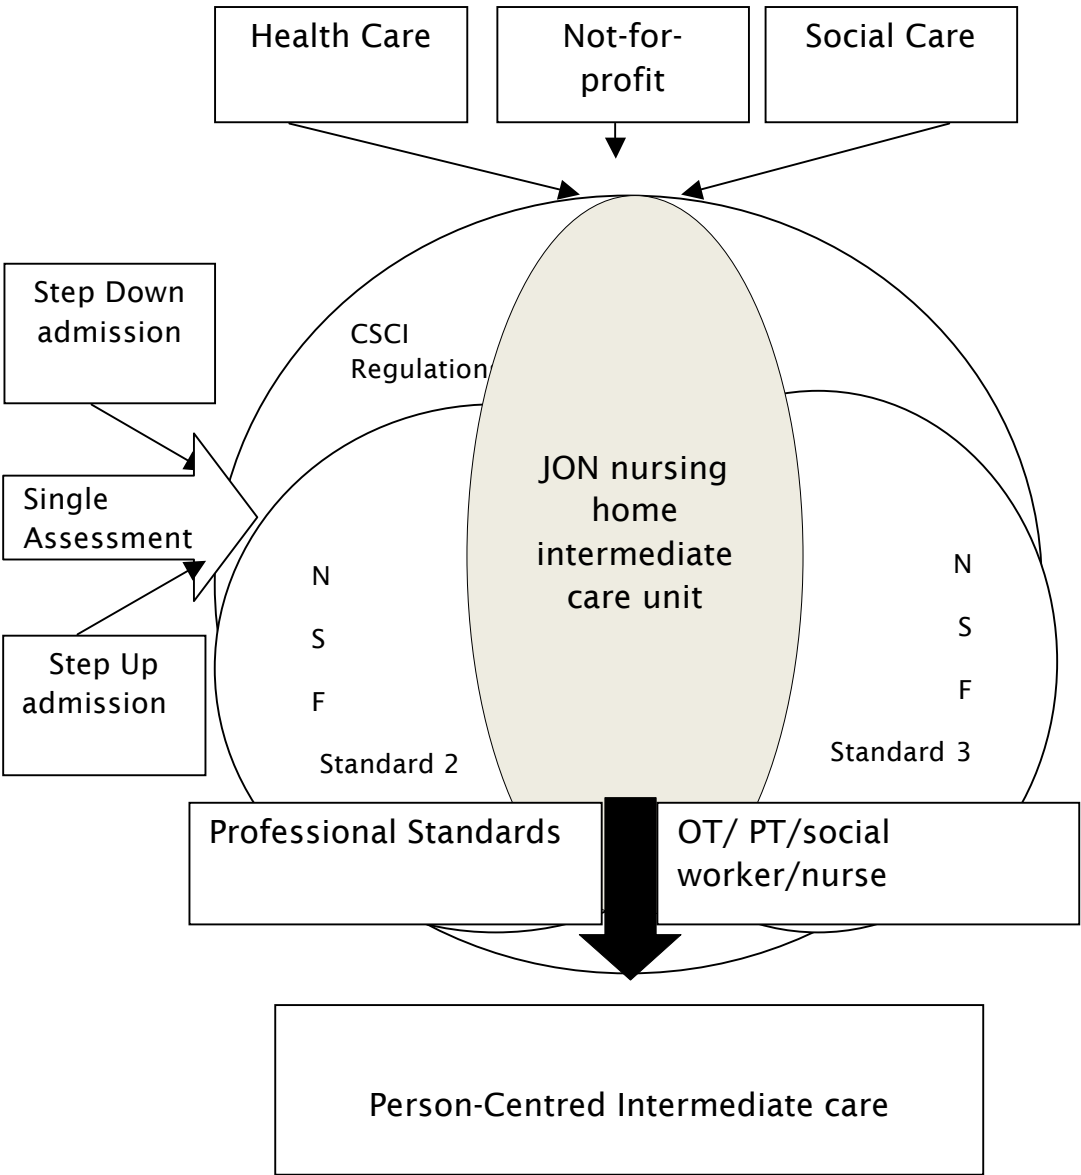 Health Care
Not-for-
profit
Social Care
Step Down
admission
CSCI
Regulation
Single
Assessment
Step Up
admission
JON nursing
home
intermediate
care unit
N
S
F
Standard 2
N
S
F
Standard 3
Professional Standards
OT/ PT/social
worker/nurse
Person-Centred Intermediate care